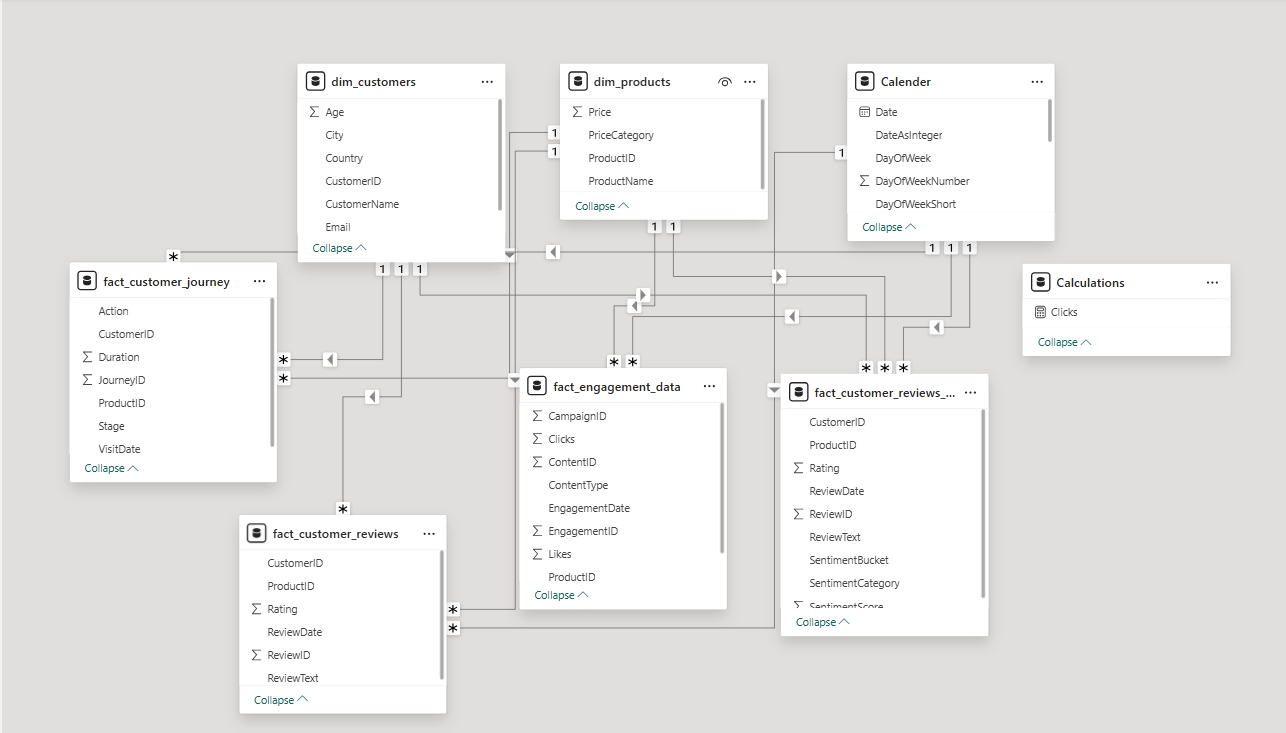 dim_customers
Age
City
Country
CustomerID
CustomerName
Email
Collapse
dim_products
Price
PriceCategory
ProductID
ProductName
Collapse
Calender
Date
DateAsInteger
DayOfWeek
DayOfWeekNumber
DayOfWeekShort
Collapse
1
1
1
1
1
1
1
1
1
1
1
*
fact_customer_journey
Action
CustomerID
Duration
JourneyID
ProductID
Stage
VisitDate
Collapse
*
*
Calculations
Clicks
Collapse
*
*
fact_engagement_data
CampaignID
Clicks
ContentID
ContentType
EngagementDate
EngagementID
Likes
ProductID
Collapse
*
*
*
fact_customer_reviews_...
CustomerID
ProductID
Rating
ReviewDate
ReviewID
ReviewText
SentimentBucket
SentimentCategory
SentimentScore
Collapse
*
fact_customer_reviews
CustomerID
ProductID
Rating
ReviewDate
ReviewID
ReviewText
Collapse
*
*